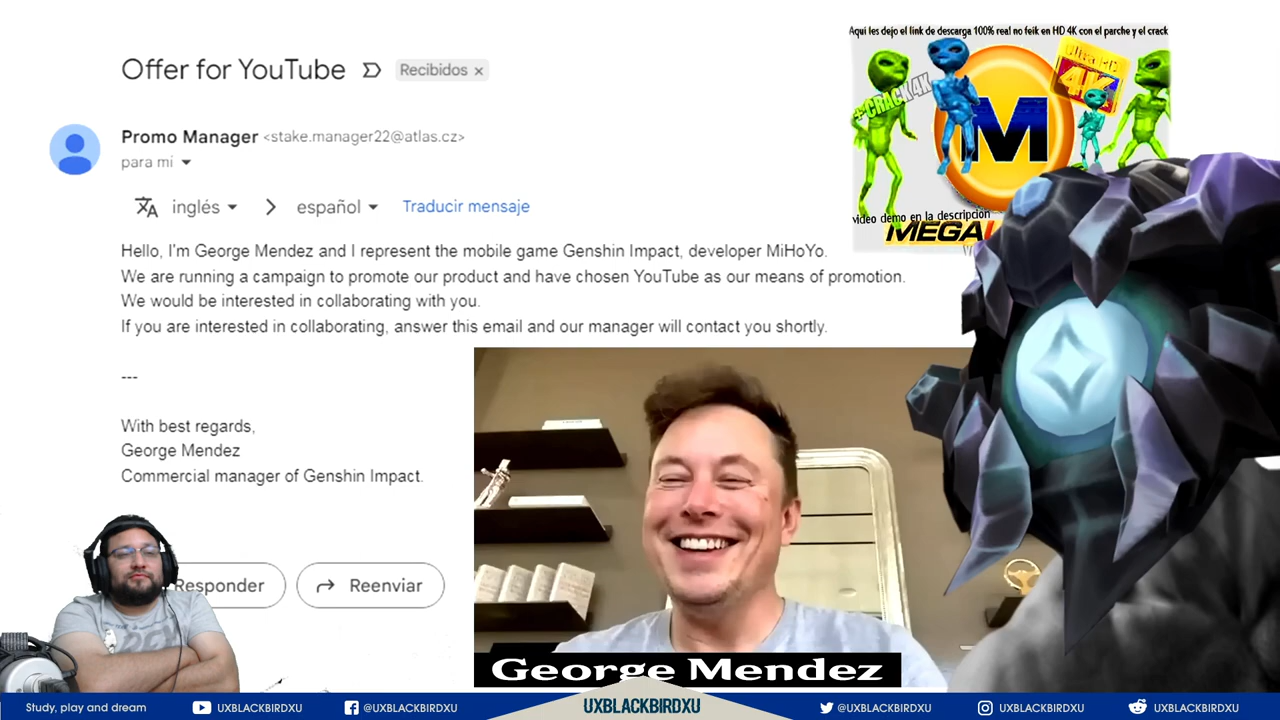 Aqui les dejo el link de descarga 100% real no feik en HD 4K con el parche y el crack
Offer for YouTube
Recibidos ×
+CRACK 4K
Ultra HD
4K
M
Promo Manager <stake.manager22@atlas.cz>
para mí
inglés
español
Traducir mensaje
video demo en la descripción
MEGA
Hello, I'm George Mendez and I represent the mobile game Genshin Impact, developer MiHoYo.
We are running a campaign to promote our product and have chosen YouTube as our means of promotion.
We would be interested in collaborating with you.
If you are interested in collaborating, answer this email and our manager will contact you shortly.
---
With best regards,
George Mendez
Commercial manager of Genshin Impact.
Responder
Reenviar
George Mendez
Study, play and dream
UXBLACKBIRDXU
@UXBLACKBIRDXU
UXBLACKBIRDXU
@UXBLACKBIRDXU
UXBLACKBIRDXU
UXBLACKBIRDXU